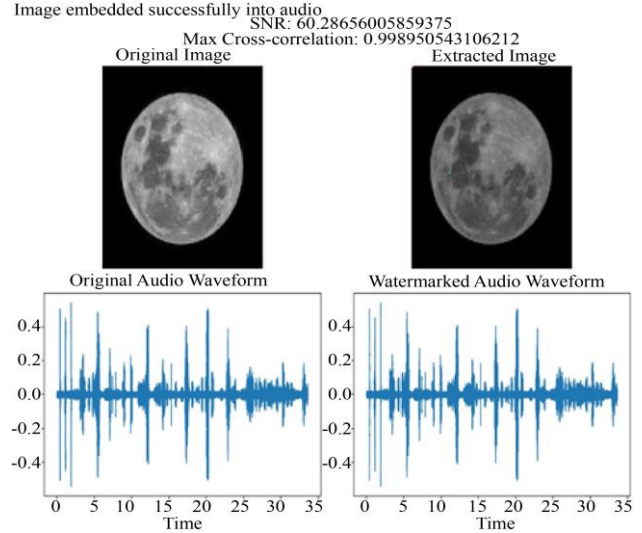 Image embedded successfully into audio
SNR: 60.28656005859375
Max Cross-correlation: 0.998950543106212
Original Image
Extracted Image
Original Audio Waveform
0.4
0.2
0.0
-0.2
-0.4
0 5 10 15 20 25 30 35
Time
Watermarked Audio Waveform
0.4
0.2
0.0
-0.2
-0.4
0 5 10 15 20 25 30 35
Time